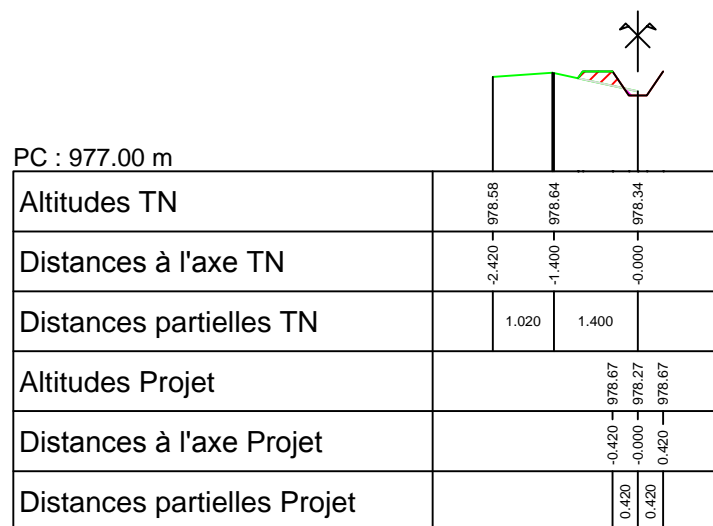 PC : 977.00 m
Altitudes TN 978.58 978.64 978.34
Distances à l'axe TN -2.420 -1.400 -0.000
Distances partielles TN 1.020 1.400
Altitudes Projet 978.67 978.27 978.67
Distances à l'axe Projet -0.420 -0.000 0.420
Distances partielles Projet 0.420 0.420